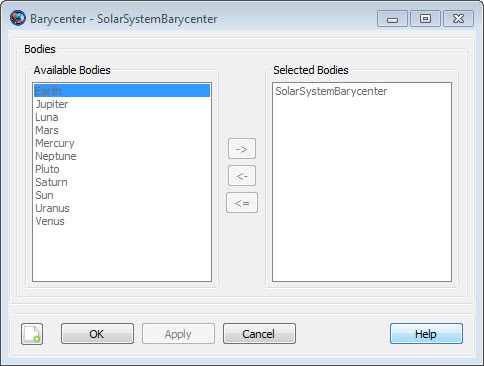 Barycenter - SolarSystemBarycenter
Bodies
Available Bodies
Earth
Jupiter
Luna
Mars
Mercury
Neptune
Pluto
Saturn
Sun
Uranus
Venus
->
<-
<=
Selected Bodies
SolarSystemBarycenter
OK
Apply
Cancel
Help